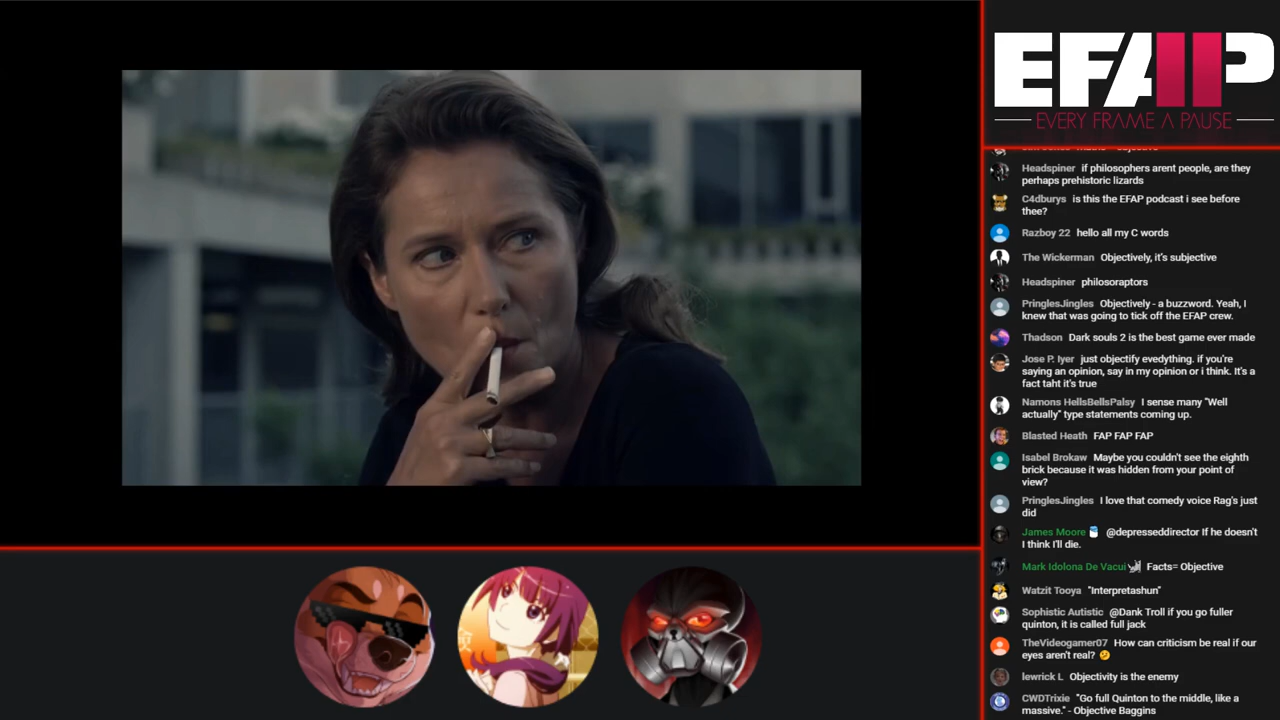 EFAP
EVERY FRAME A PAUSE
Headspiner if philosophers arent people, are they
perhaps prehistoric lizards
C4dburys is this the EFAP podcast i see before
thee?
Razboy 22 hello all my C words
The Wickerman Objectively, it's subjective
Headspiner philosoraptors
PringlesJingles Objectively - a buzzword. Yeah, I
knew that was going to tick off the EFAP crew.
Thadson Dark souls 2 is the best game ever made
Jose P. Iyer just objectify evedything. if you're
saying an opinion, say in my opinion or i think. It's a
fact taht it's true
Namons HellsBellsPalsy I sense many "Well
actually" type statements coming up.
Blasted Heath FAP FAP FAP
Isabel Brokaw Maybe you couldn't see the eighth
brick because it was hidden from your point of
view?
PringlesJingles I love that comedy voice Rag's just
did
James Moore @depresseddirector If he doesn't
I think I'll die.
Mark Idolona De Vacui Facts= Objective
Watzit Tooya "Interpretashun"
Sophistic Autistic @Dank Troll if you go fuller
quinton, it is called full jack
TheVideogamer07 How can criticism be real if our
eyes aren't real? 🤔
lewrick L Objectivity is the enemy
CWDTrixie "Go full Quinton to the middle, like a
massive." - Objective Baggins